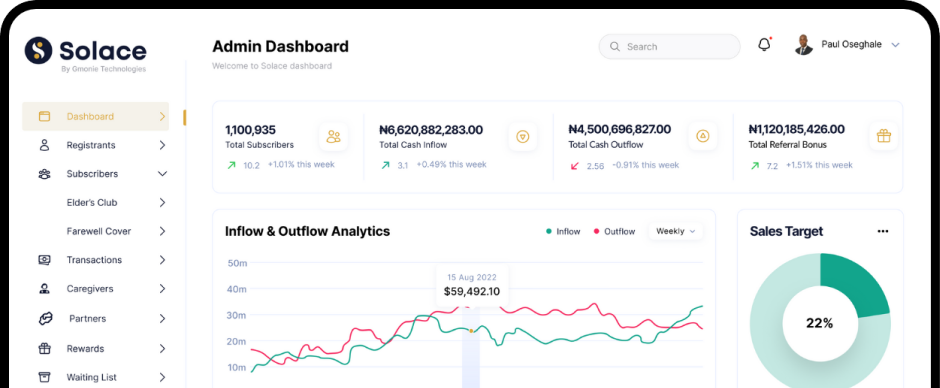 Solace
By Gmonie Technologies
Dashboard
Registrants
Subscribers
Elder's Club
Farewell Cover
Transactions
Caregivers
Partners
Rewards
Waiting List
Admin Dashboard
Welcome to Solace dashboard
Search
Paul Oseghale
1,100,935
Total Subscribers
10.2 +1.01% this week
₦6,620,882,283.00
Total Cash Inflow
3.1 +0.49% this week
₦4,500,696,827.00
Total Cash Outflow
2.56 -0.91% this week
₦1,120,185,426.00
Total Referral Bonus
7.2 +1.51% this week
Inflow & Outflow Analytics
Inflow Outflow Weekly
50m
40m
30m
20m
10m
15 Aug 2022
$59,492.10
Sales Target
22%